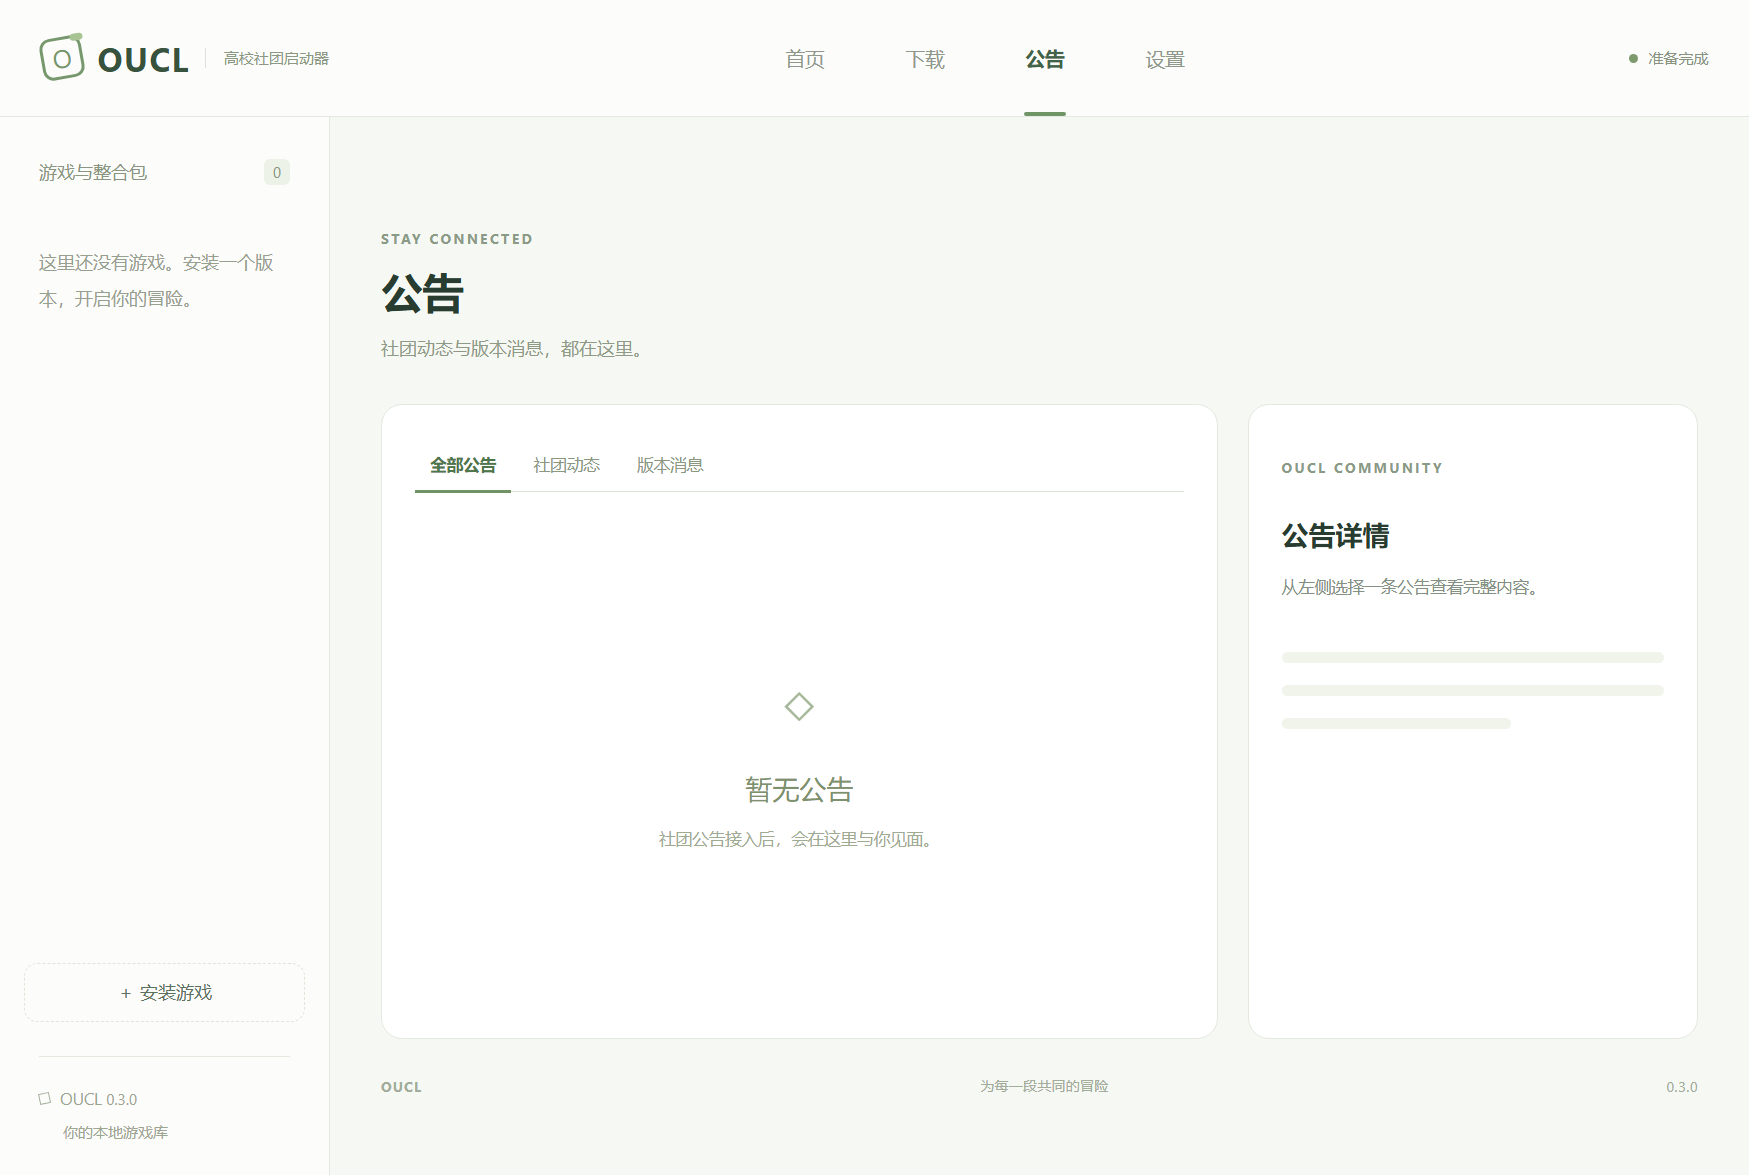 O OUCL 高校社团启动器
首页
下载
公告
设置
准备完成
游戏与整合包 0
这里还没有游戏。安装一个版
本，开启你的冒险。
STAY CONNECTED
公告
社团动态与版本消息，都在这里。
全部公告 社团动态 版本消息
暂无公告
社团公告接入后，会在这里与你见面。
OUCL COMMUNITY
公告详情
从左侧选择一条公告查看完整内容。
+ 安装游戏
OUCL 0.3.0
你的本地游戏库
OUCL
为每一段共同的冒险
0.3.0